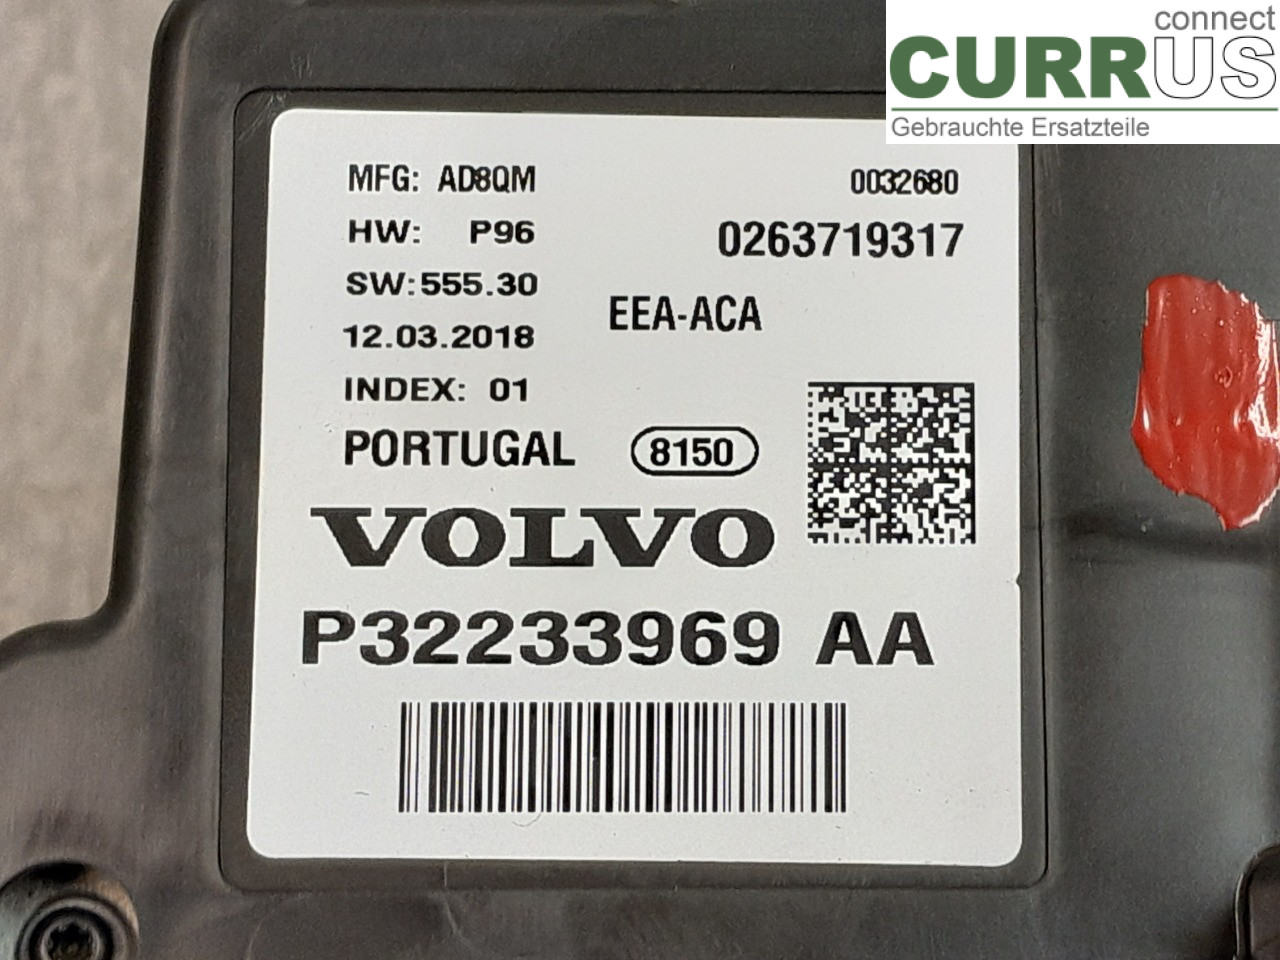 connect
CURRUS
Gebrauchte Ersatzteile
MFG: AD8QM
0032680
HW: P96
0263719317
SW:555.30
EEA-ACA
12.03.2018
INDEX: 01
PORTUGAL
8150
VOLVO
P32233969 AA